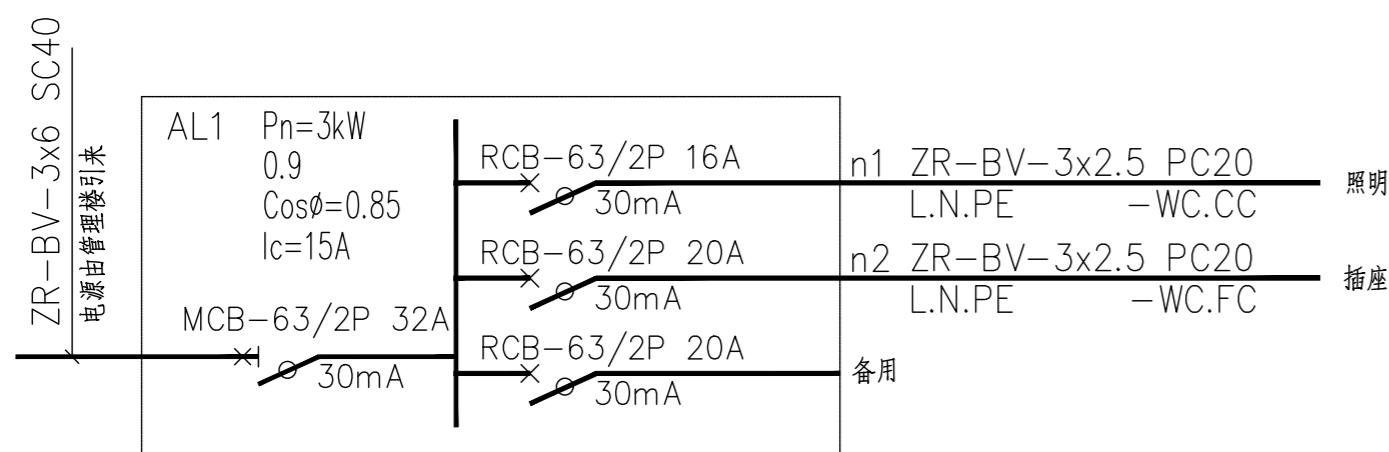 ZR-BV-3x6 SC40
电源由管理楼引来
AL1 Pn=3kW
0.9
Cosø=0.85
Ic=15A
MCB-63/2P 32A
30mA
RCB-63/2P 16A
30mA
n1 ZR-BV-3x2.5 PC20
L.N.PE -WC.CC
照明
RCB-63/2P 20A
30mA
n2 ZR-BV-3x2.5 PC20
L.N.PE -WC.FC
插座
RCB-63/2P 20A
30mA
备用